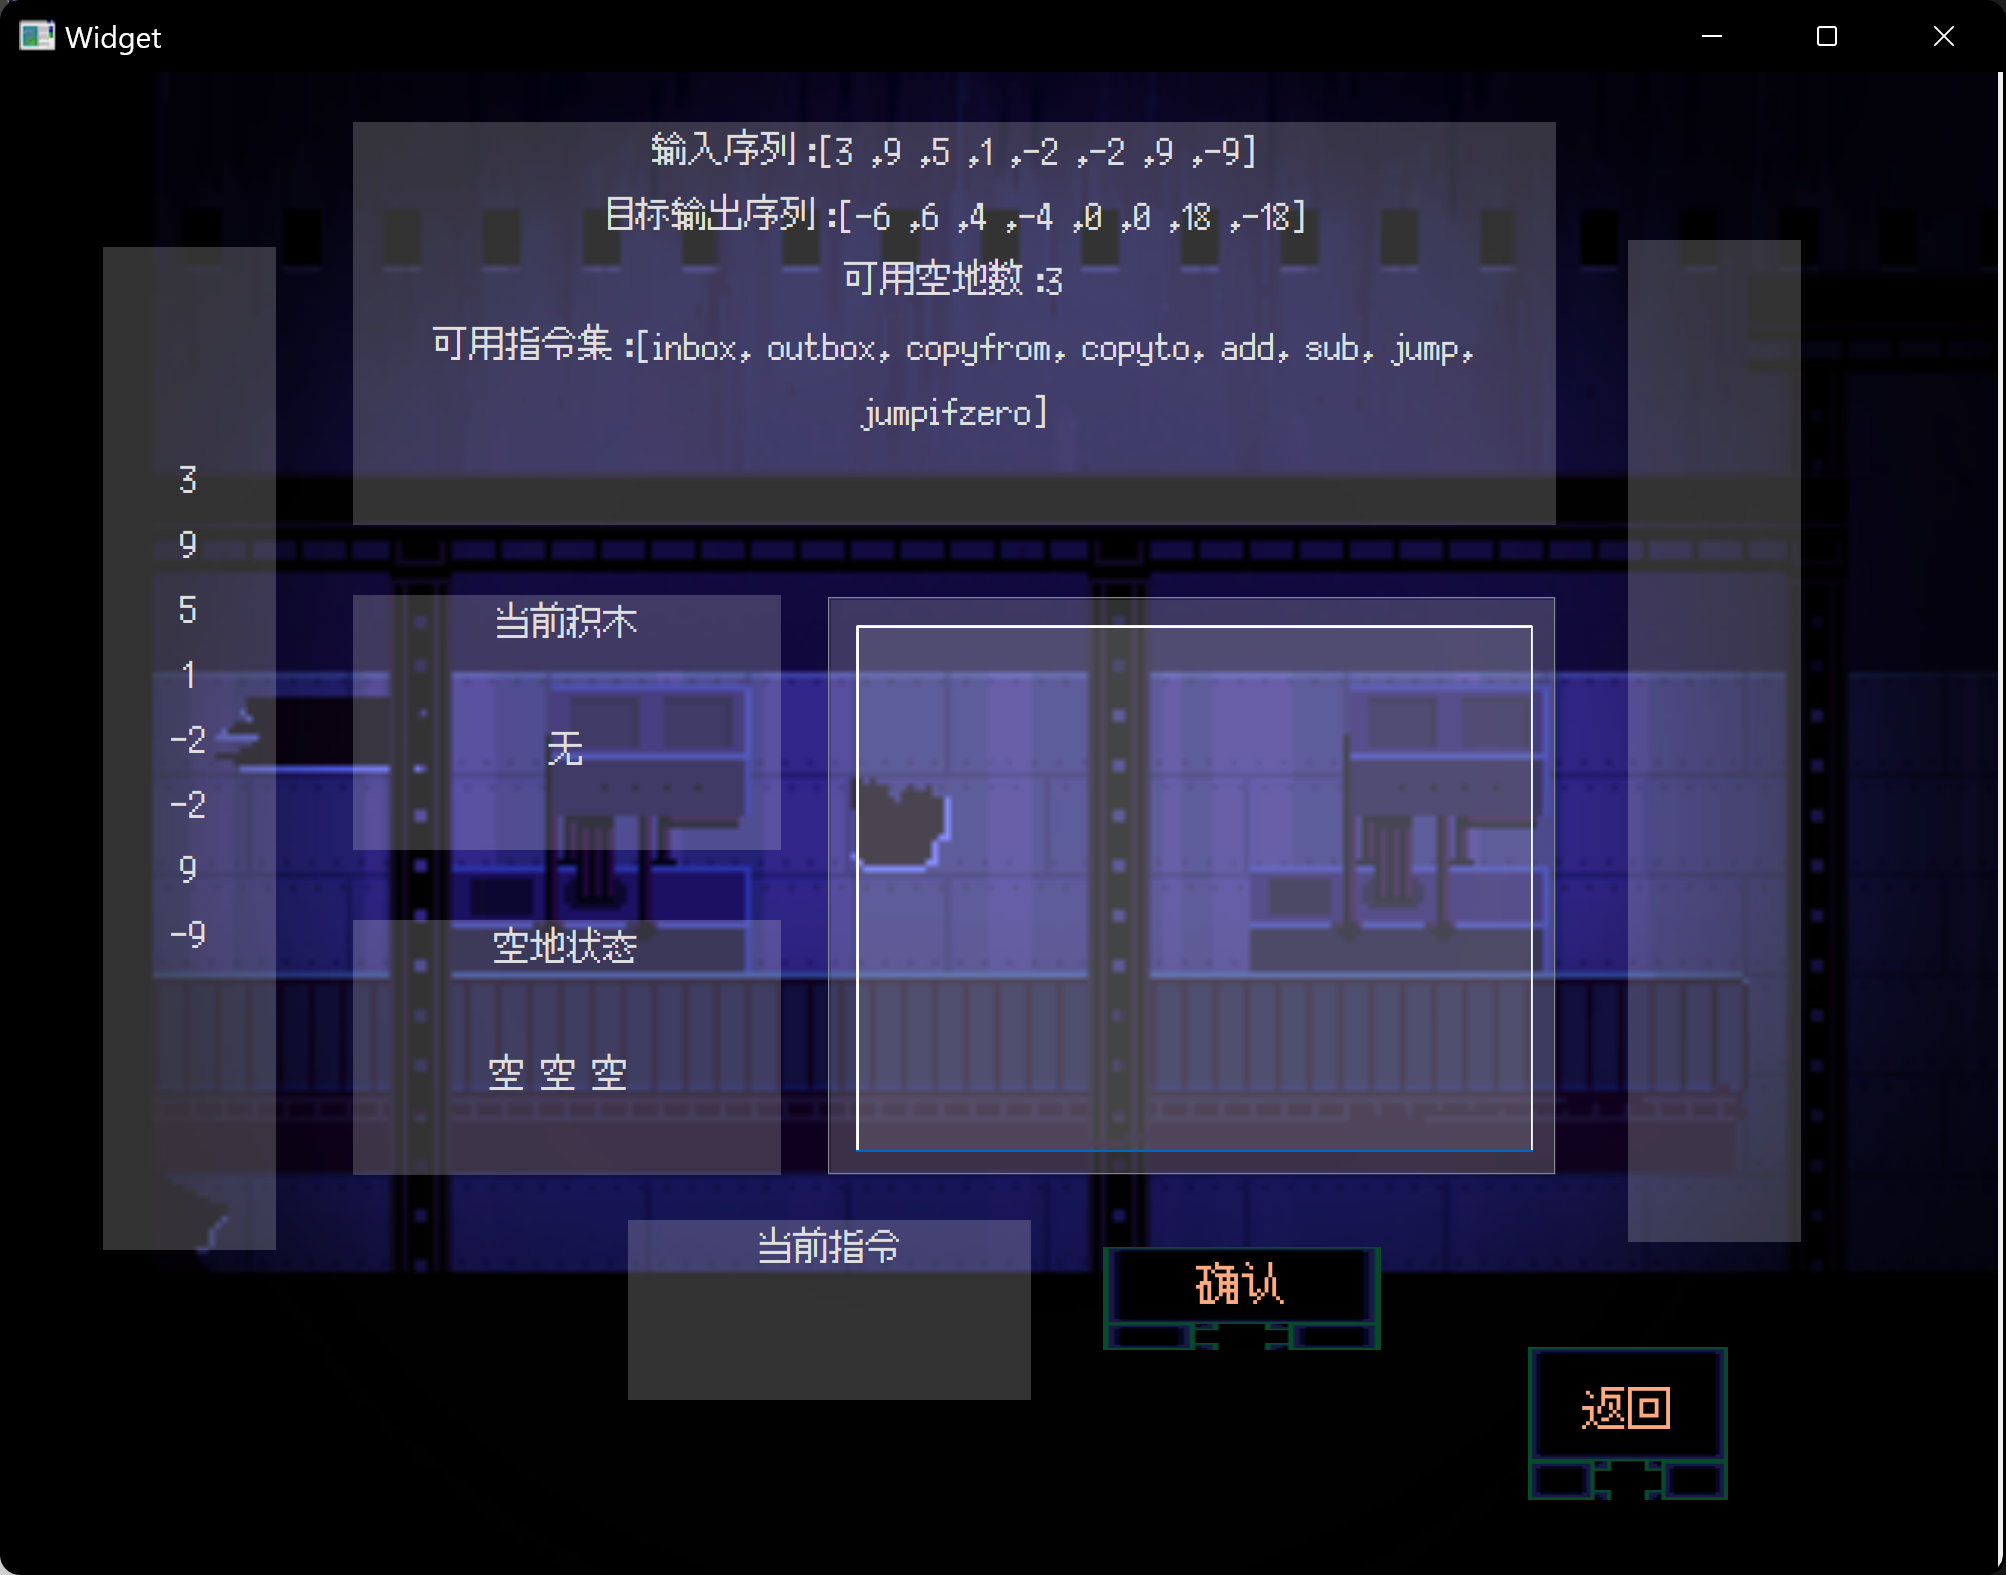 Widget
输入序列:[3 ,9 ,5 ,1 ,-2 ,-2 ,9 ,-9]
目标输出序列:[-6 ,6 ,4 ,-4 ,0 ,0 ,18 ,-18]
可用空地数:3
可用指令集:[inbox, outbox, copyfrom, copyto, add, sub, jump,
jumpifzero]
3
9
5
1
-2
-2
9
-9
当前积木
无
空地状态
空 空 空
当前指令
确认
返回